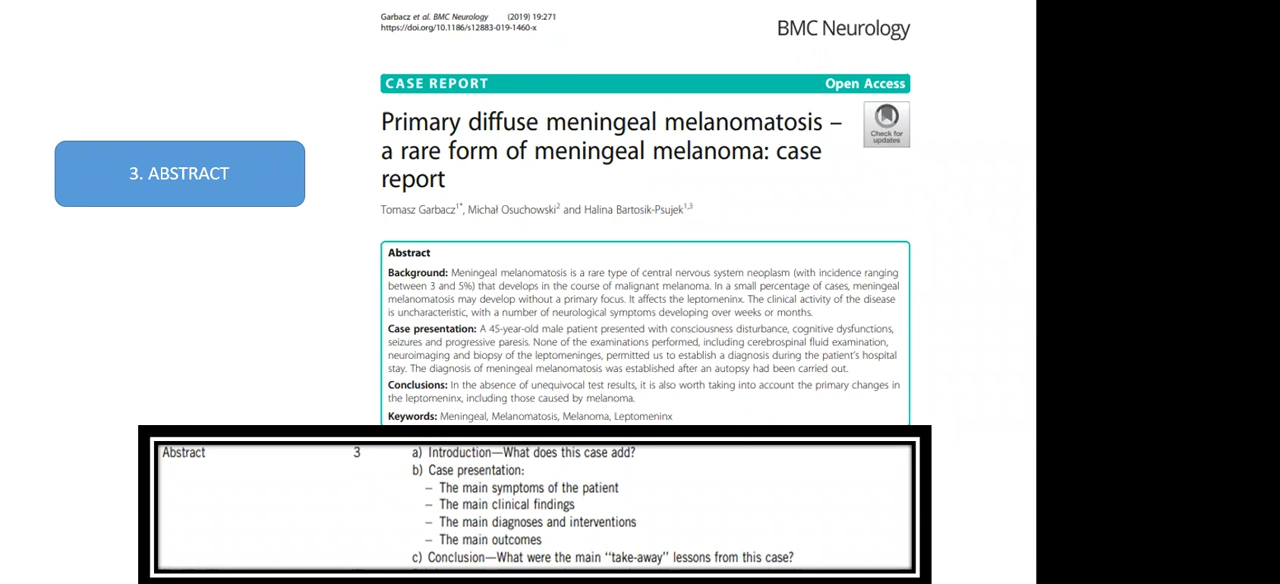 Garbacz et al. BMC Neurology (2019) 19:271
https://doi.org/10.1186/s12883-019-1460-x
BMC Neurology
CASE REPORT
Open Access
Primary diffuse meningeal melanomatosis –
a rare form of meningeal melanoma: case
report
Check for
updates
3. ABSTRACT
Tomasz Garbacz1*, Michał Osuchowski2 and Halina Bartosik-Psujek1,3
Abstract
Background: Meningeal melanomatosis is a rare type of central nervous system neoplasm (with incidence ranging
between 3 and 5%) that develops in the course of malignant melanoma. In a small percentage of cases, meningeal
melanomatosis may develop without a primary focus. It affects the leptomeninx. The clinical activity of the disease
is uncharacteristic, with a number of neurological symptoms developing over weeks or months.
Case presentation: A 45-year-old male patient presented with consciousness disturbance, cognitive dysfunctions,
seizures and progressive paresis. None of the examinations performed, including cerebrospinal fluid examination,
neuroimaging and biopsy of the leptomeninges, permitted us to establish a diagnosis during the patient's hospital
stay. The diagnosis of meningeal melanomatosis was established after an autopsy had been carried out.
Conclusions: In the absence of unequivocal test results, it is also worth taking into account the primary changes in
the leptomeninx, including those caused by melanoma.
Keywords: Meningeal, Melanomatosis, Melanoma, Leptomeninx
Abstract 3 a) Introduction—What does this case add?
b) Case presentation:
– The main symptoms of the patient
– The main clinical findings
– The main diagnoses and interventions
– The main outcomes
c) Conclusion—What were the main "take-away" lessons from this case?